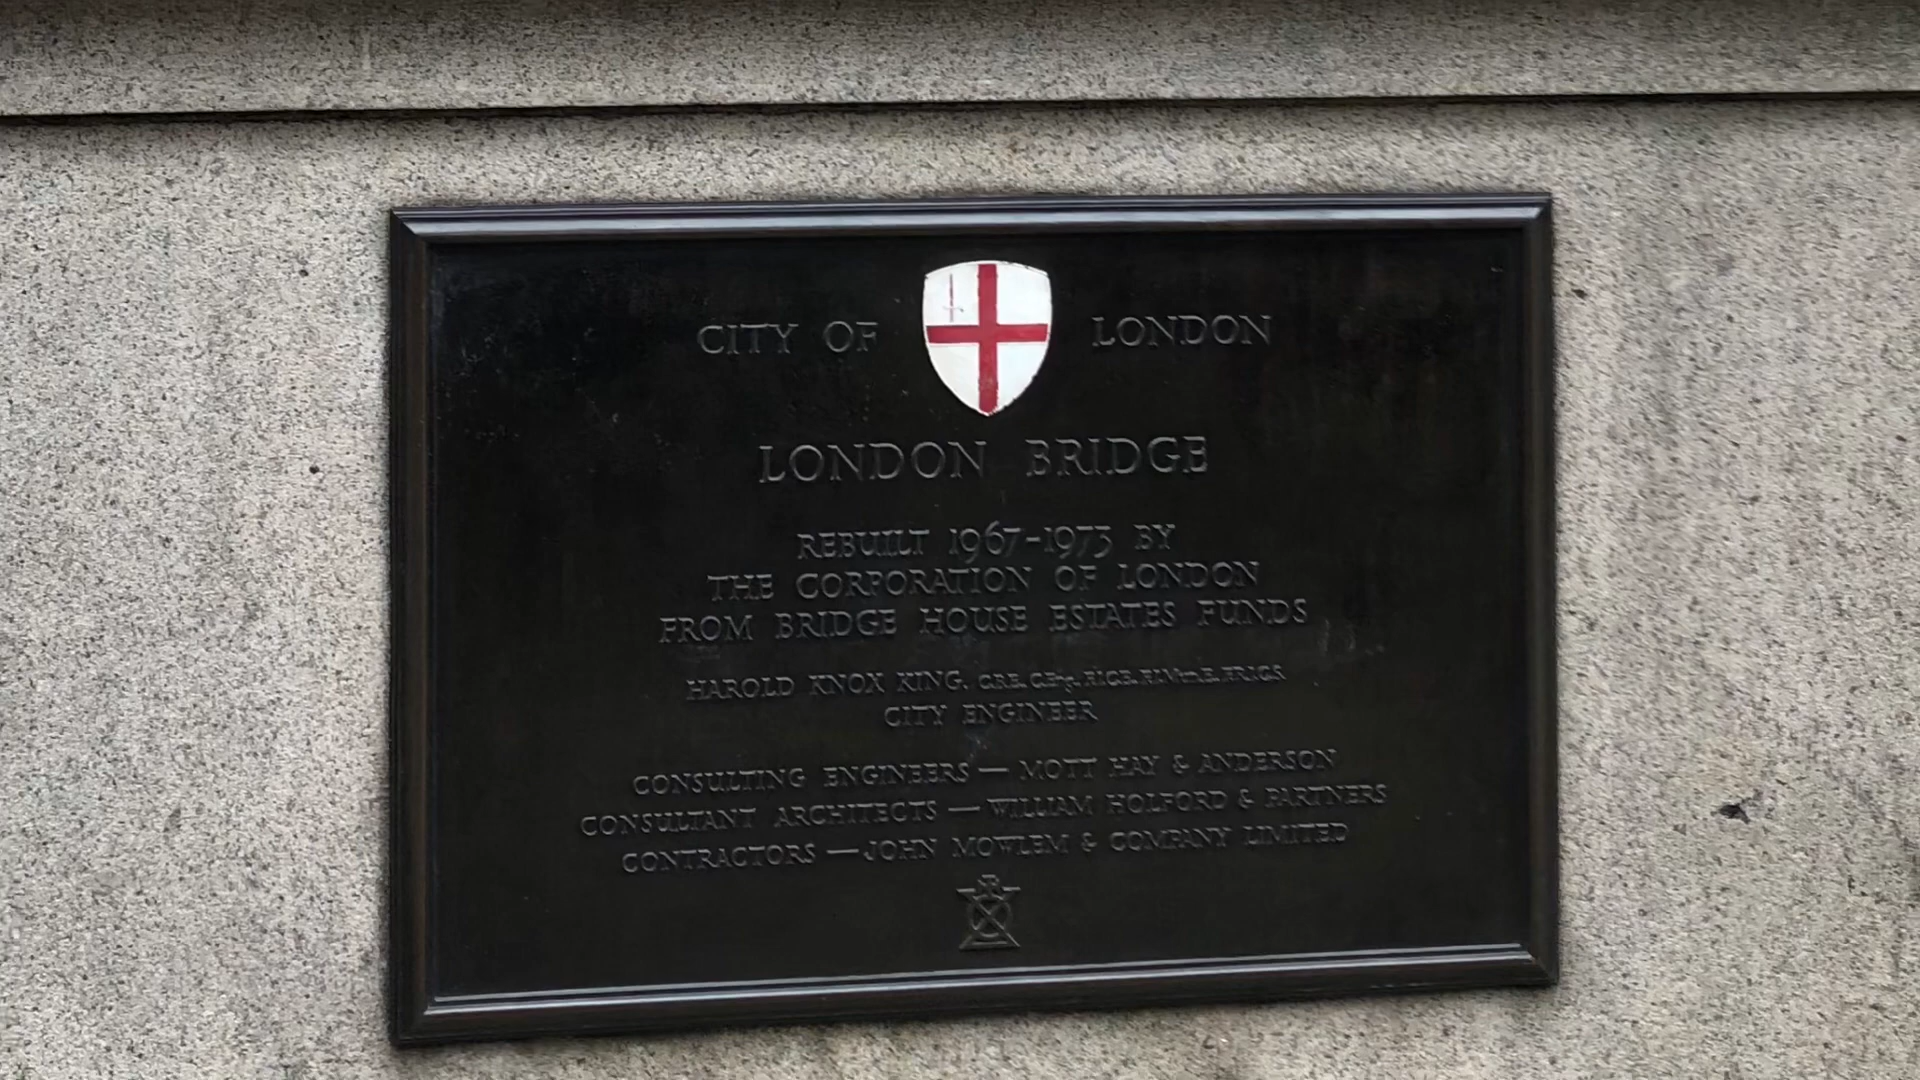 CITY OF LONDON
LONDON BRIDGE
REBUILT 1967-1973 BY
THE CORPORATION OF LONDON
FROM BRIDGE HOUSE ESTATES FUNDS
HAROLD KNOX KING.
CITY ENGINEER
CONSULTING ENGINEERS — MOTT HAY & ANDERSON
CONSULTANT ARCHITECTS — WILLIAM HOLFORD & PARTNERS
CONTRACTORS — JOHN MOWLEM & COMPANY LIMITED